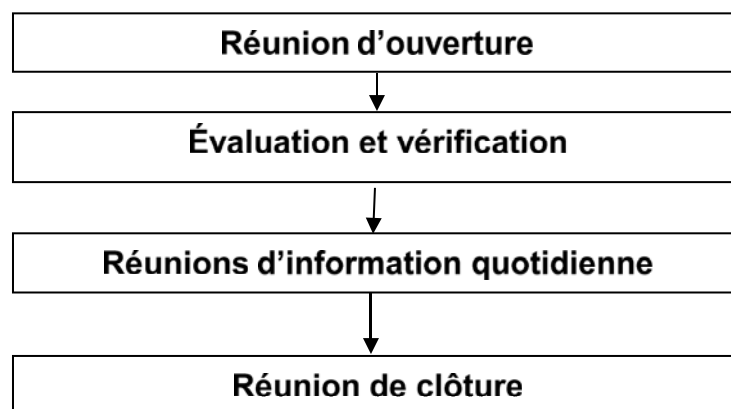 Réunion d’ouverture
Évaluation et vérification
Réunions d’information quotidienne
Réunion de clôture